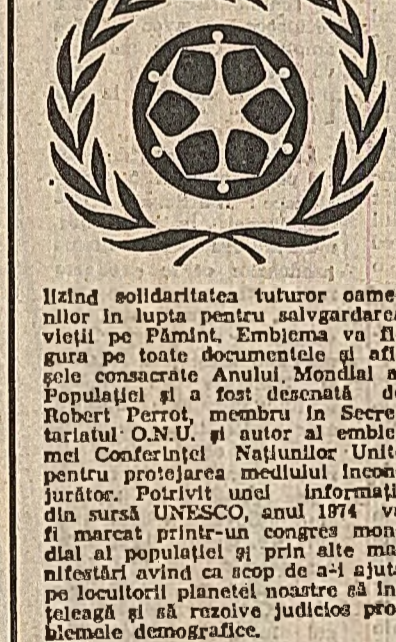 lizînd solidaritatea tuturor oame-
nilor în lupta pentru salvgardarea
vieții pe Pămînt. Emblema va fi-
gura pe toate documentele și afi-
șele consacrate Anului Mondial al
Populației și a fost desenată de
Robert Perrot, membru în Secre-
tariatul O.N.U. și autor al emble-
mei Conferinței Națiunilor Unite
pentru protejarea mediului încon-
jurător. Potrivit unei informații
din sursă UNESCO, anul 1974 va
fi marcat printr-un congres mon-
dial al populației și prin alte ma-
nifestări avînd ca scop de a-i ajuta
pe locuitorii planetei noastre să în-
țeleagă și să rezolve judicios pro-
blemele demografice.